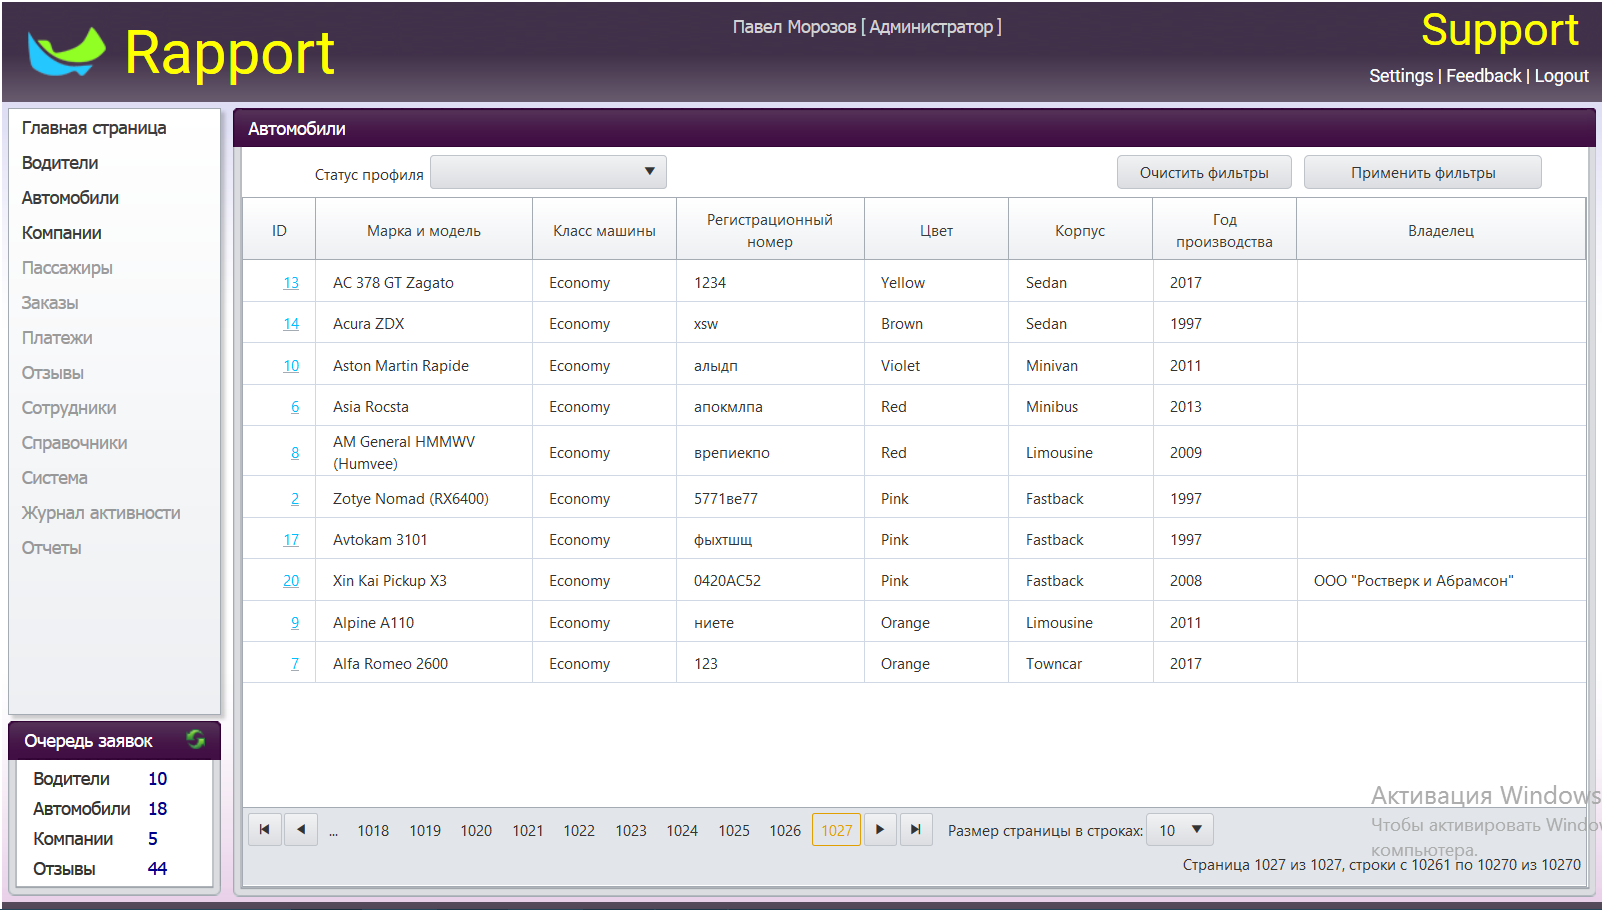 Rapport
Павел Морозов [ Администратор ]
Support
Settings | Feedback | Logout
Главная страница
Водители
Автомобили
Компании
Пассажиры
Заказы
Платежи
Отзывы
Сотрудники
Справочники
Система
Журнал активности
Отчеты
Очередь заявок
Водители 10
Автомобили 18
Компании 5
Отзывы 44
Автомобили
Статус профиля
Очистить фильтры
Применить фильтры
ID Марка и модель Класс машины Регистрационный номер Цвет Корпус Год производства Владелец
13 AC 378 GT Zagato Economy 1234 Yellow Sedan 2017
14 Acura ZDX Economy xsw Brown Sedan 1997
10 Aston Martin Rapide Economy алыдп Violet Minivan 2011
6 Asia Rocsta Economy апокмлпа Red Minibus 2013
8 AM General HMMWV (Humvee) Economy врепиекпо Red Limousine 2009
2 Zotye Nomad (RX6400) Economy 5771ве77 Pink Fastback 1997
17 Avtokam 3101 Economy фыхтшщ Pink Fastback 1997
20 Xin Kai Pickup X3 Economy 0420AC52 Pink Fastback 2008 ООО "Ростверк и Абрамсон"
9 Alpine A110 Economy ниете Orange Limousine 2011
7 Alfa Romeo 2600 Economy 123 Orange Towncar 2017
... 1018 1019 1020 1021 1022 1023 1024 1025 1026 1027 Размер страницы в строках: 10
Страница 1027 из 1027, строки с 10261 по 10270 из 10270
Активация Windows
Чтобы активировать Windo
компьютера.